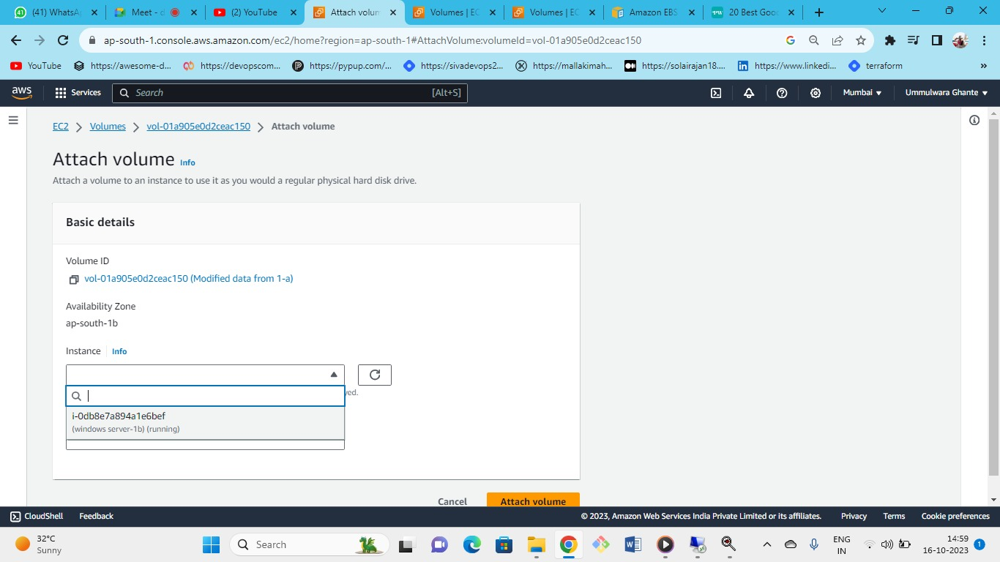 (41) WhatsA
Meet - d
(2) YouTube
Attach volum
Volumes | EC
Volumes | EC
Amazon EBS
20 Best Goo
ap-south-1.console.aws.amazon.com/ec2/home?region=ap-south-1#AttachVolume:volumeId=vol-01a905e0d2ceac150
YouTube
https://awesome-d...
https://devopscom...
https://pypup.com/...
https://sivadevops2...
https://mallakimah...
https://solairajan18....
https://www.linkedi...
terraform
»
aws
Services
Search
[Alt+S]
Mumbai
Ummulwara Ghante
EC2 > Volumes > vol-01a905e0d2ceac150 > Attach volume
Attach volume Info
Attach a volume to an instance to use it as you would a regular physical hard disk drive.
Basic details
Volume ID
vol-01a905e0d2ceac150 (Modified data from 1-a)
Availability Zone
ap-south-1b
Instance Info
yed.
i-0db8e7a894a1e6bef
(windows server-1b) (running)
Cancel
Attach volume
CloudShell
Feedback
© 2023, Amazon Web Services India Private Limited or its affiliates.
Privacy
Terms
Cookie preferences
32°C
Sunny
Search
ENG
IN
14:59
16-10-2023
1